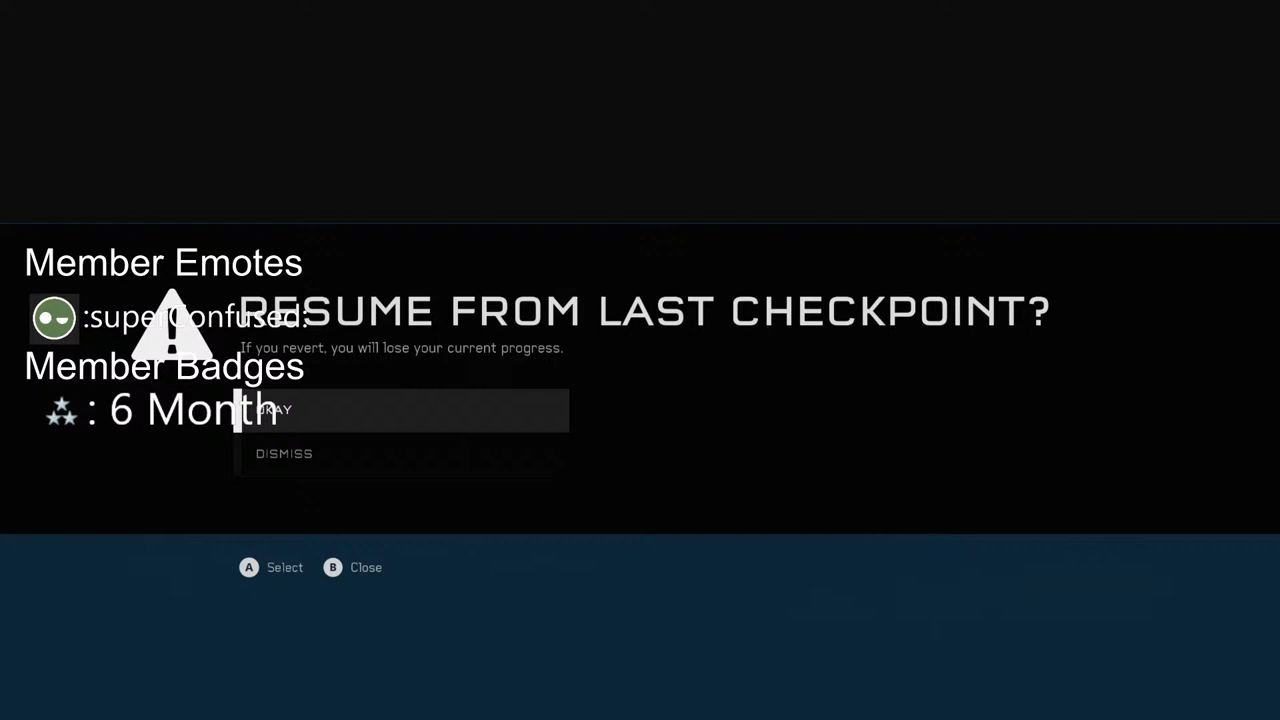 Member Emotes
:superConfused:
Member Badges
: 6 Month
RESUME FROM LAST CHECKPOINT?
If you revert, you will lose your current progress.
OKAY
DISMISS
A Select B Close